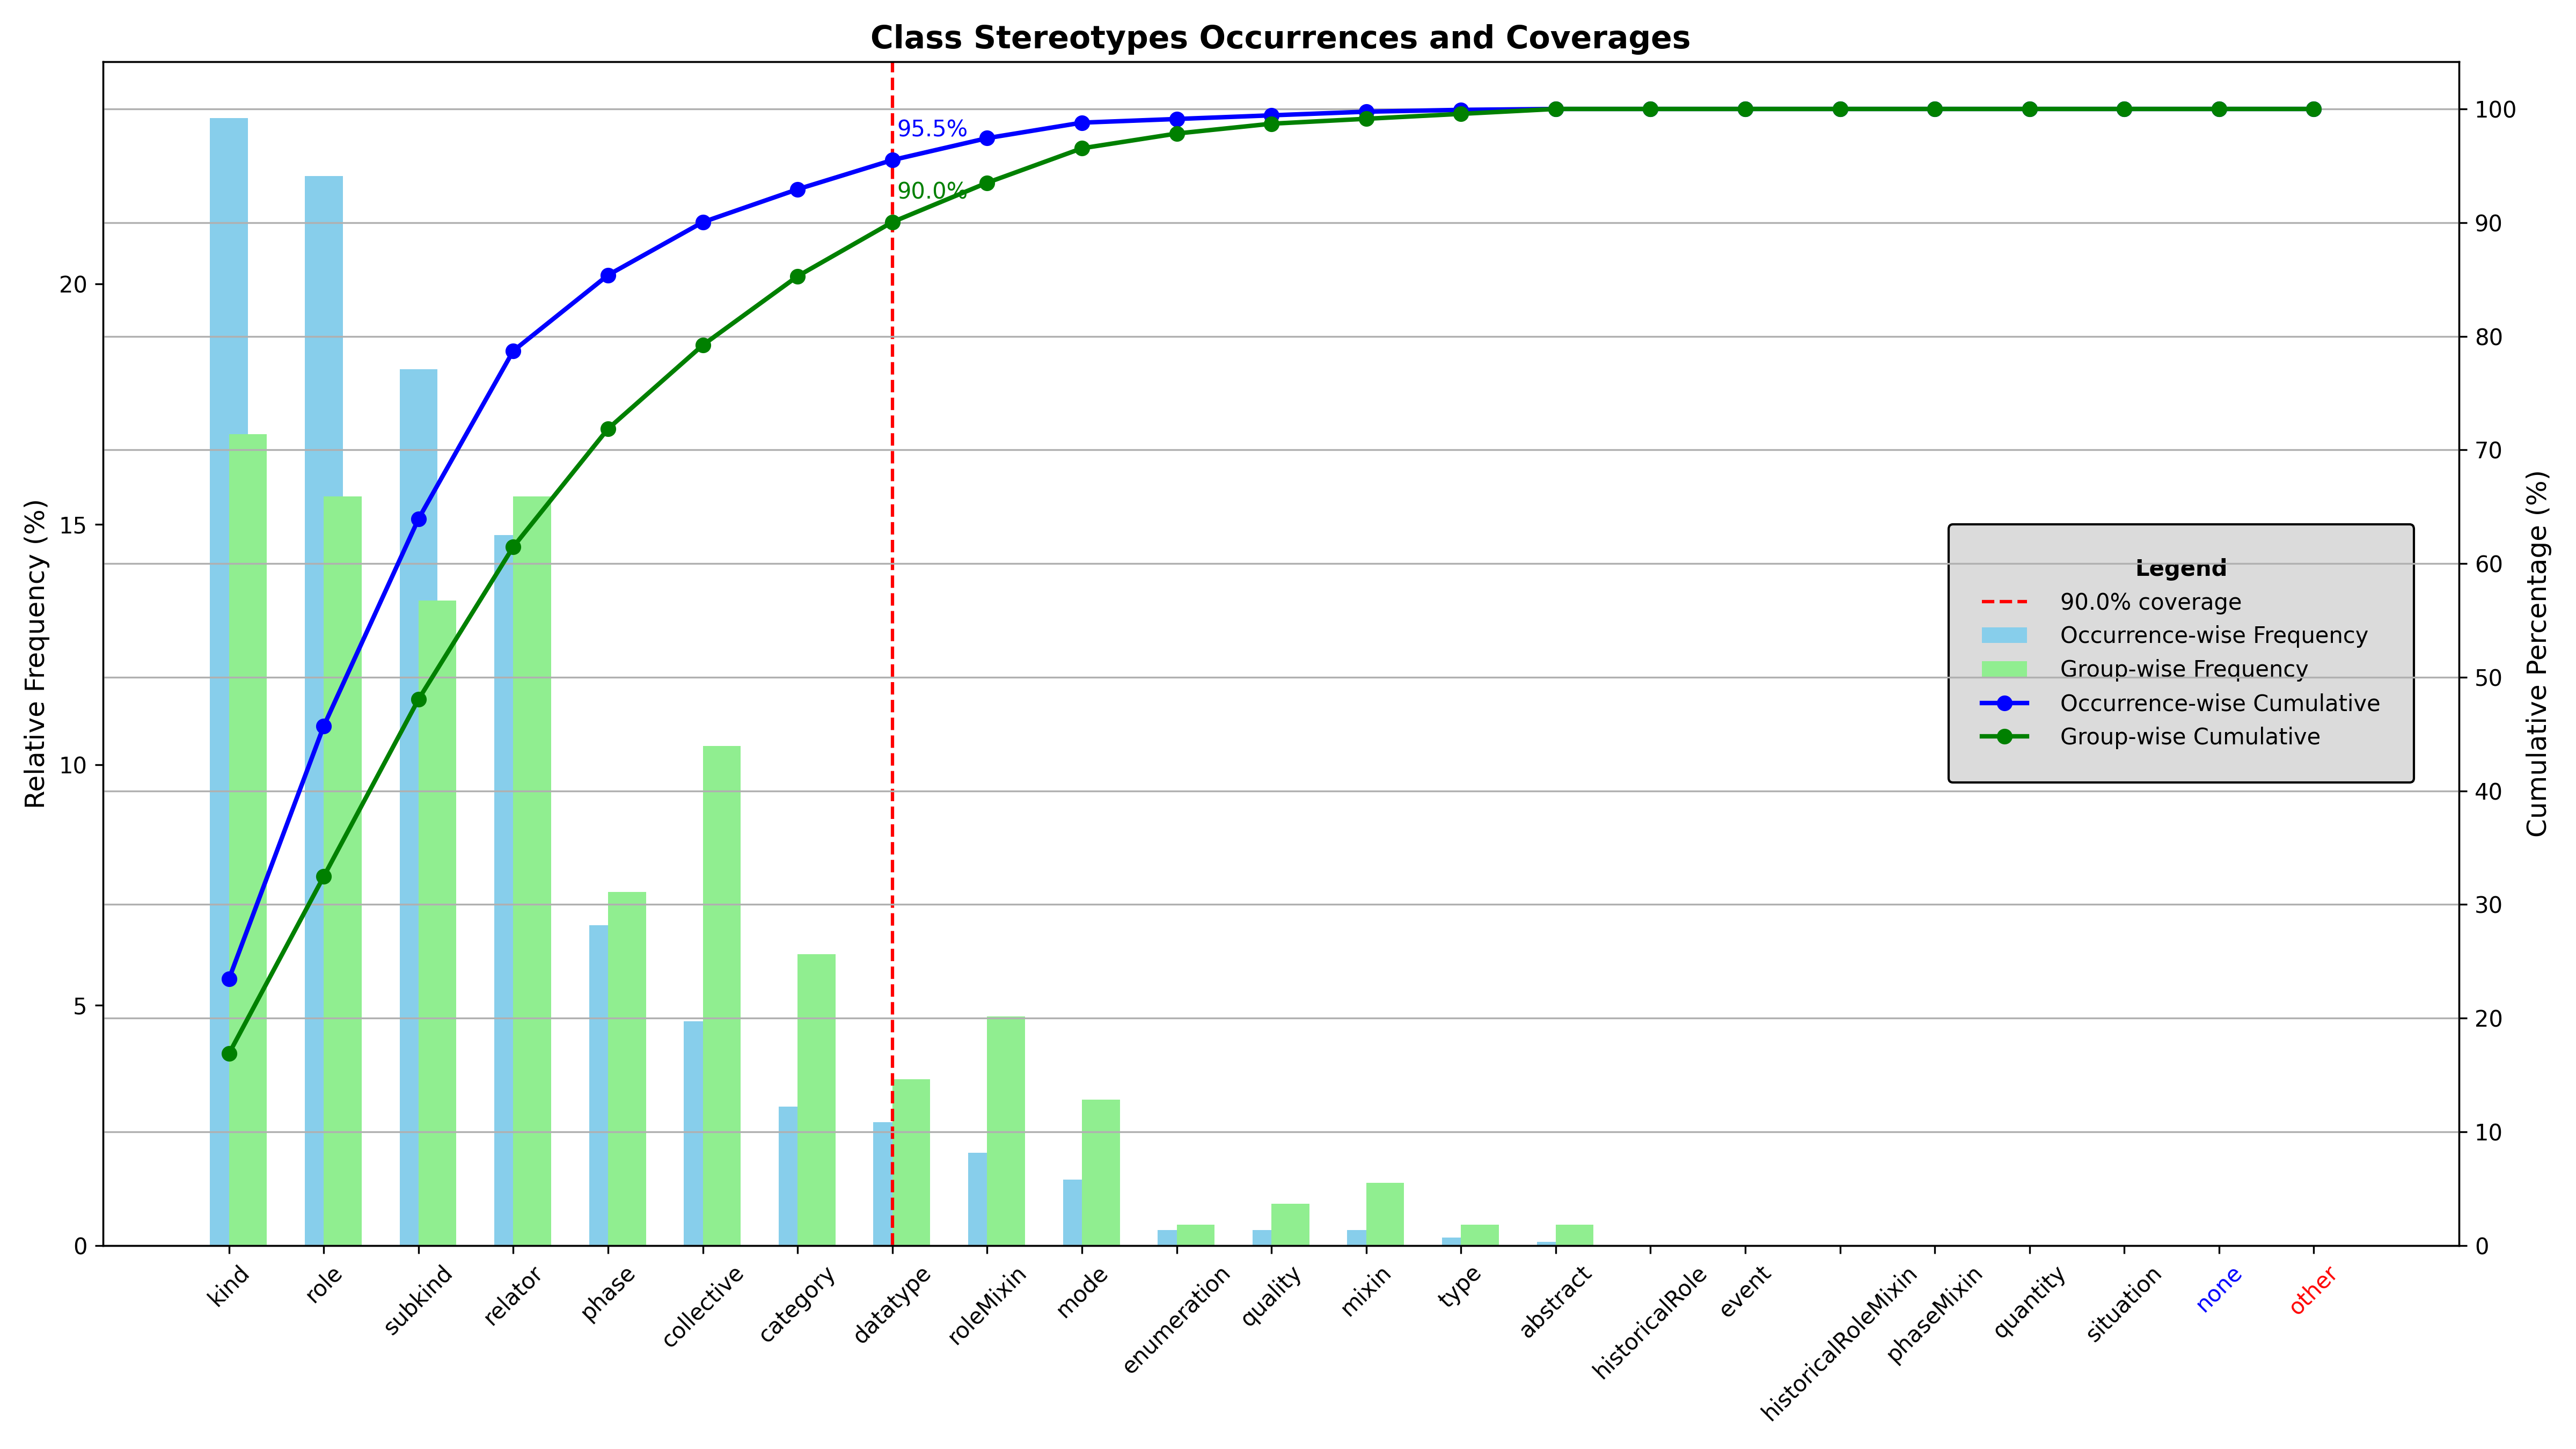 Class Stereotypes Occurrences and Coverages
Relative Frequency (%)
20
15
10
5
0
95.5%
90.0%
100
90
80
70
60
50
40
30
20
10
0
Cumulative Percentage (%)
Legend
90.0% coverage
Occurrence-wise Frequency
Group-wise Frequency
Occurrence-wise Cumulative
Group-wise Cumulative
kind
role
subkind
relator
phase
collective
category
datatype
roleMixin
mode
enumeration
quality
mixin
type
abstract
historicalRole
event
historicalRoleMixin
phaseMixin
quantity
situation
none
other